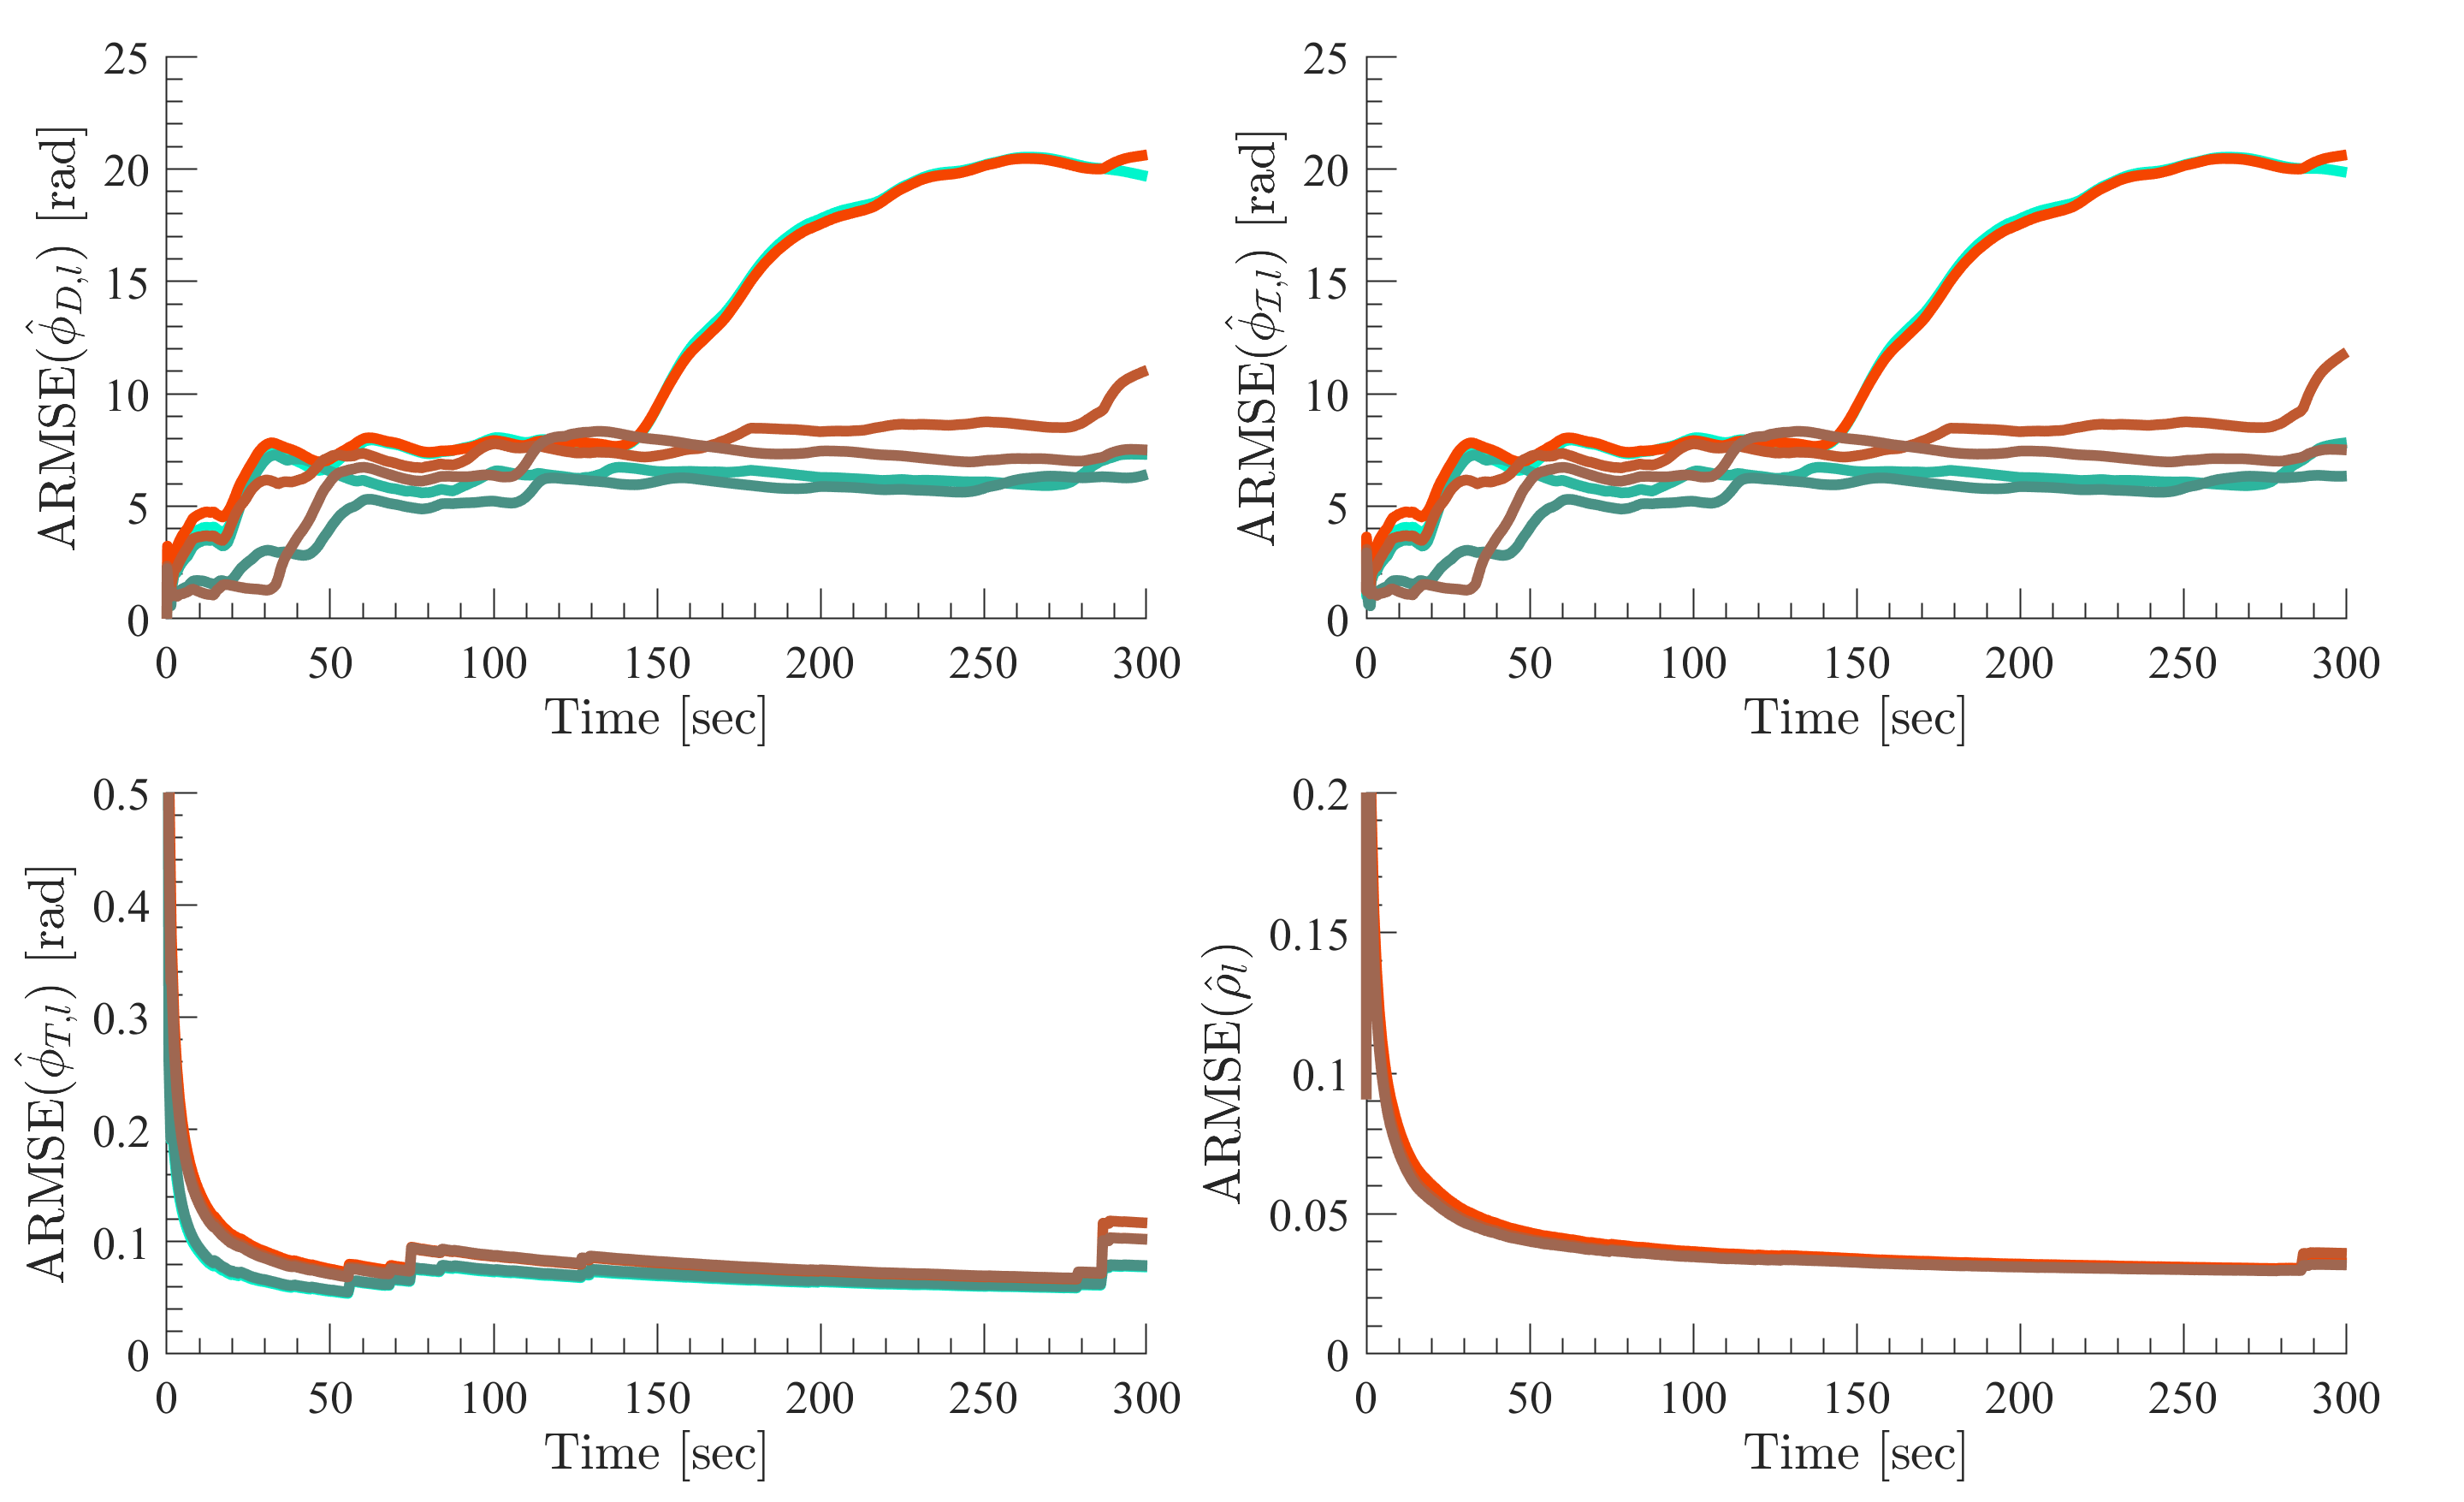 25
20
15
10
5
0
0 50 100 150 200 250 300
Time [sec]
ARMSE(φ̂_{D,l}) [rad]
25
20
15
10
5
0
0 50 100 150 200 250 300
Time [sec]
ARMSE(φ̂_{ℐ,l}) [rad]
0.5
0.4
0.3
0.2
0.1
0
0 50 100 150 200 250 300
Time [sec]
ARMSE(φ̂_{T,l}) [rad]
0.2
0.15
0.1
0.05
0
0 50 100 150 200 250 300
Time [sec]
ARMSE(ρ̂_l)